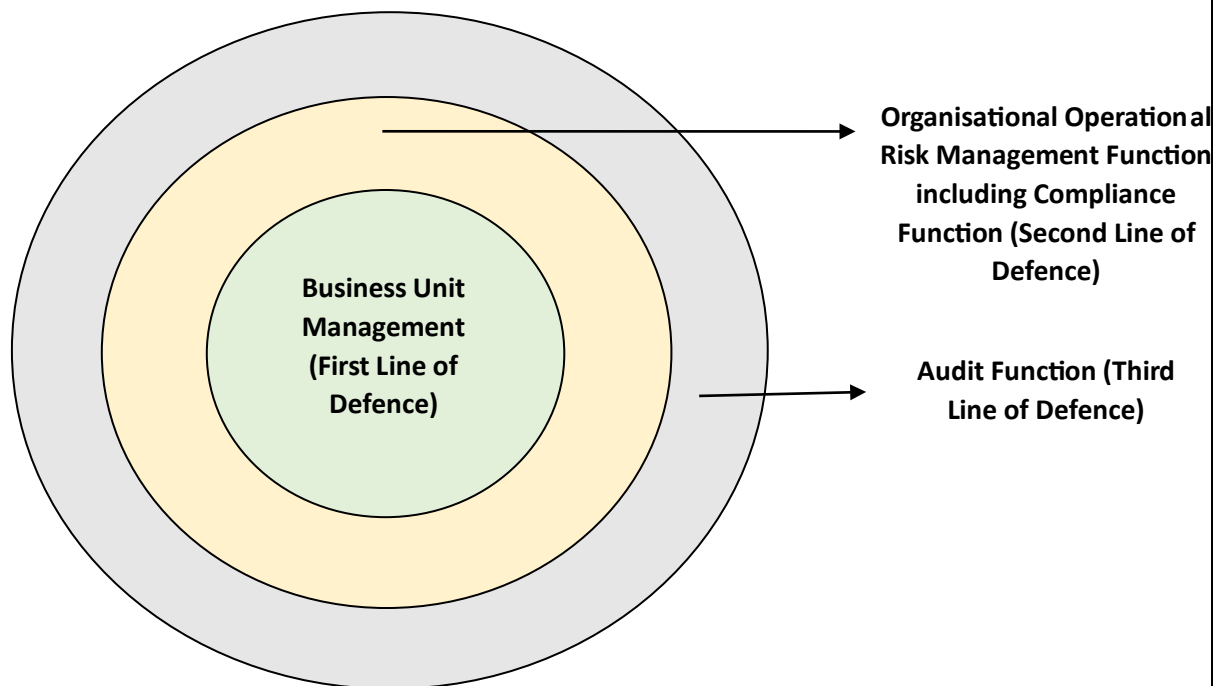 Organisational Operational
Risk Management Function
including Compliance
Function (Second Line of
Defence)
Business Unit
Management
(First Line of
Defence)
Audit Function (Third
Line of Defence)